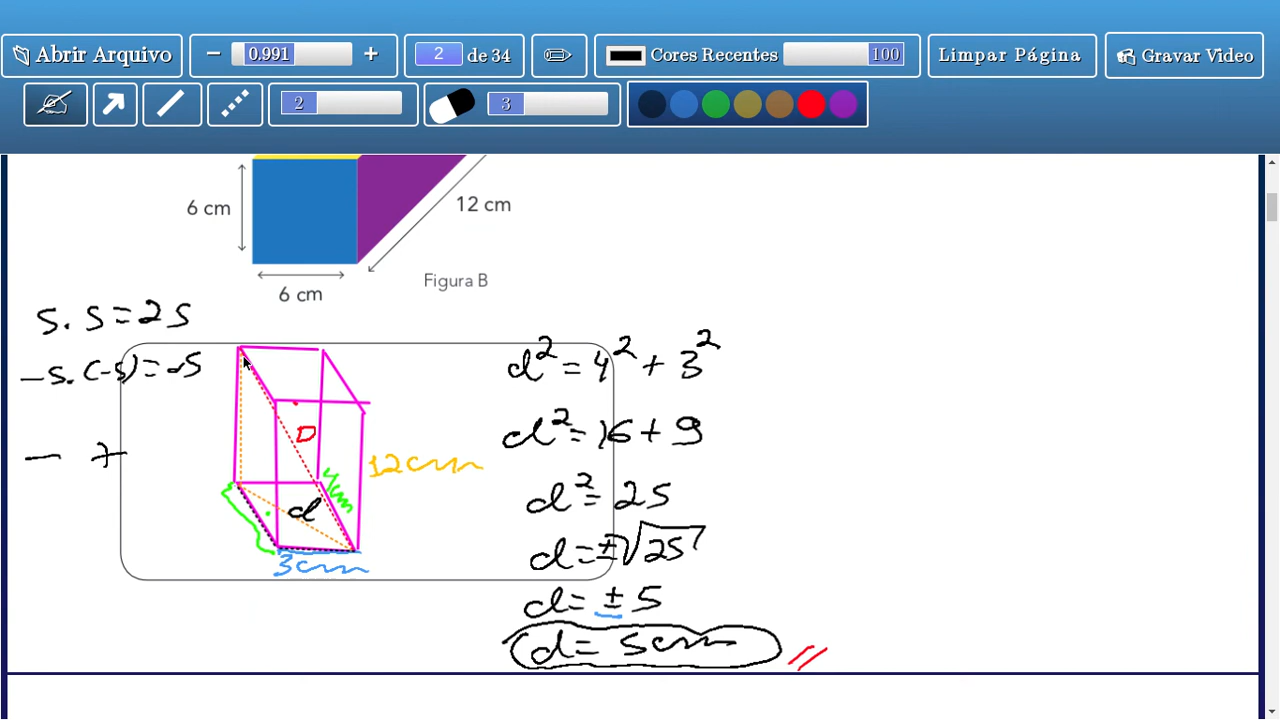 Abrir Arquivo
− 0.991 +
2 de 34
Cores Recentes 100
Limpar Página
Gravar Video
2
3
6 cm
12 cm
6 cm
Figura B
5. 5 = 25
-5. (-5) = 25
- +
D
12cm
4cm
d
3cm
d² = 4² + 3²
d² = 16 + 9
d² = 25
d = ±√25
d = ± 5
d = 5cm